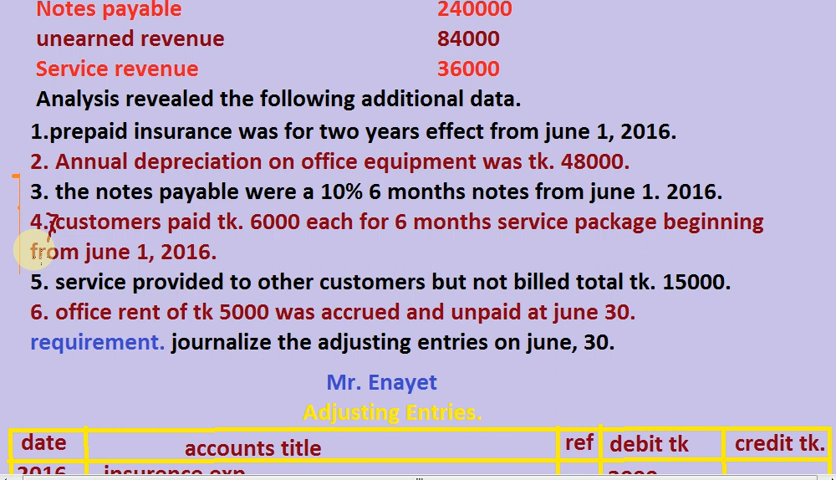 Notes payable 240000
unearned revenue 84000
Service revenue 36000
Analysis revealed the following additional data.
1.prepaid insurance was for two years effect from june 1, 2016.
2. Annual depreciation on office equipment was tk. 48000.
3. the notes payable were a 10% 6 months notes from june 1. 2016.
4.7customers paid tk. 6000 each for 6 months service package beginning
from june 1, 2016.
5. service provided to other customers but not billed total tk. 15000.
6. office rent of tk 5000 was accrued and unpaid at june 30.
requirement. journalize the adjusting entries on june, 30.
Mr. Enayet
Adjusting Entries.
date accounts title ref debit tk credit tk.
2016 insurence exp